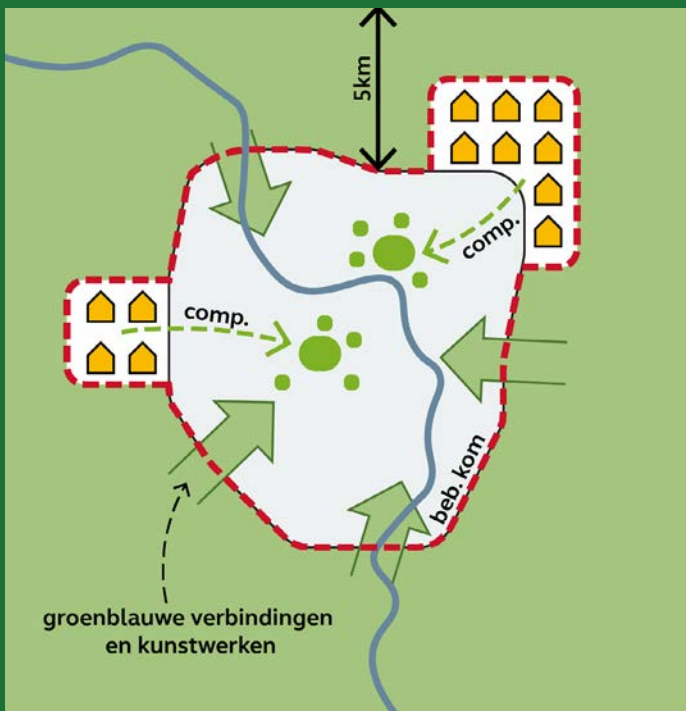 5km
comp.
comp.
beb. kom
groenblauwe verbindingen
en kunstwerken